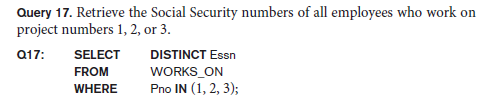 Query 17. Retrieve the Social Security numbers of all employees who work on
project numbers 1, 2, or 3.
Q17: SELECT DISTINCT Essn
FROM WORKS_ON
WHERE Pno IN (1, 2, 3);